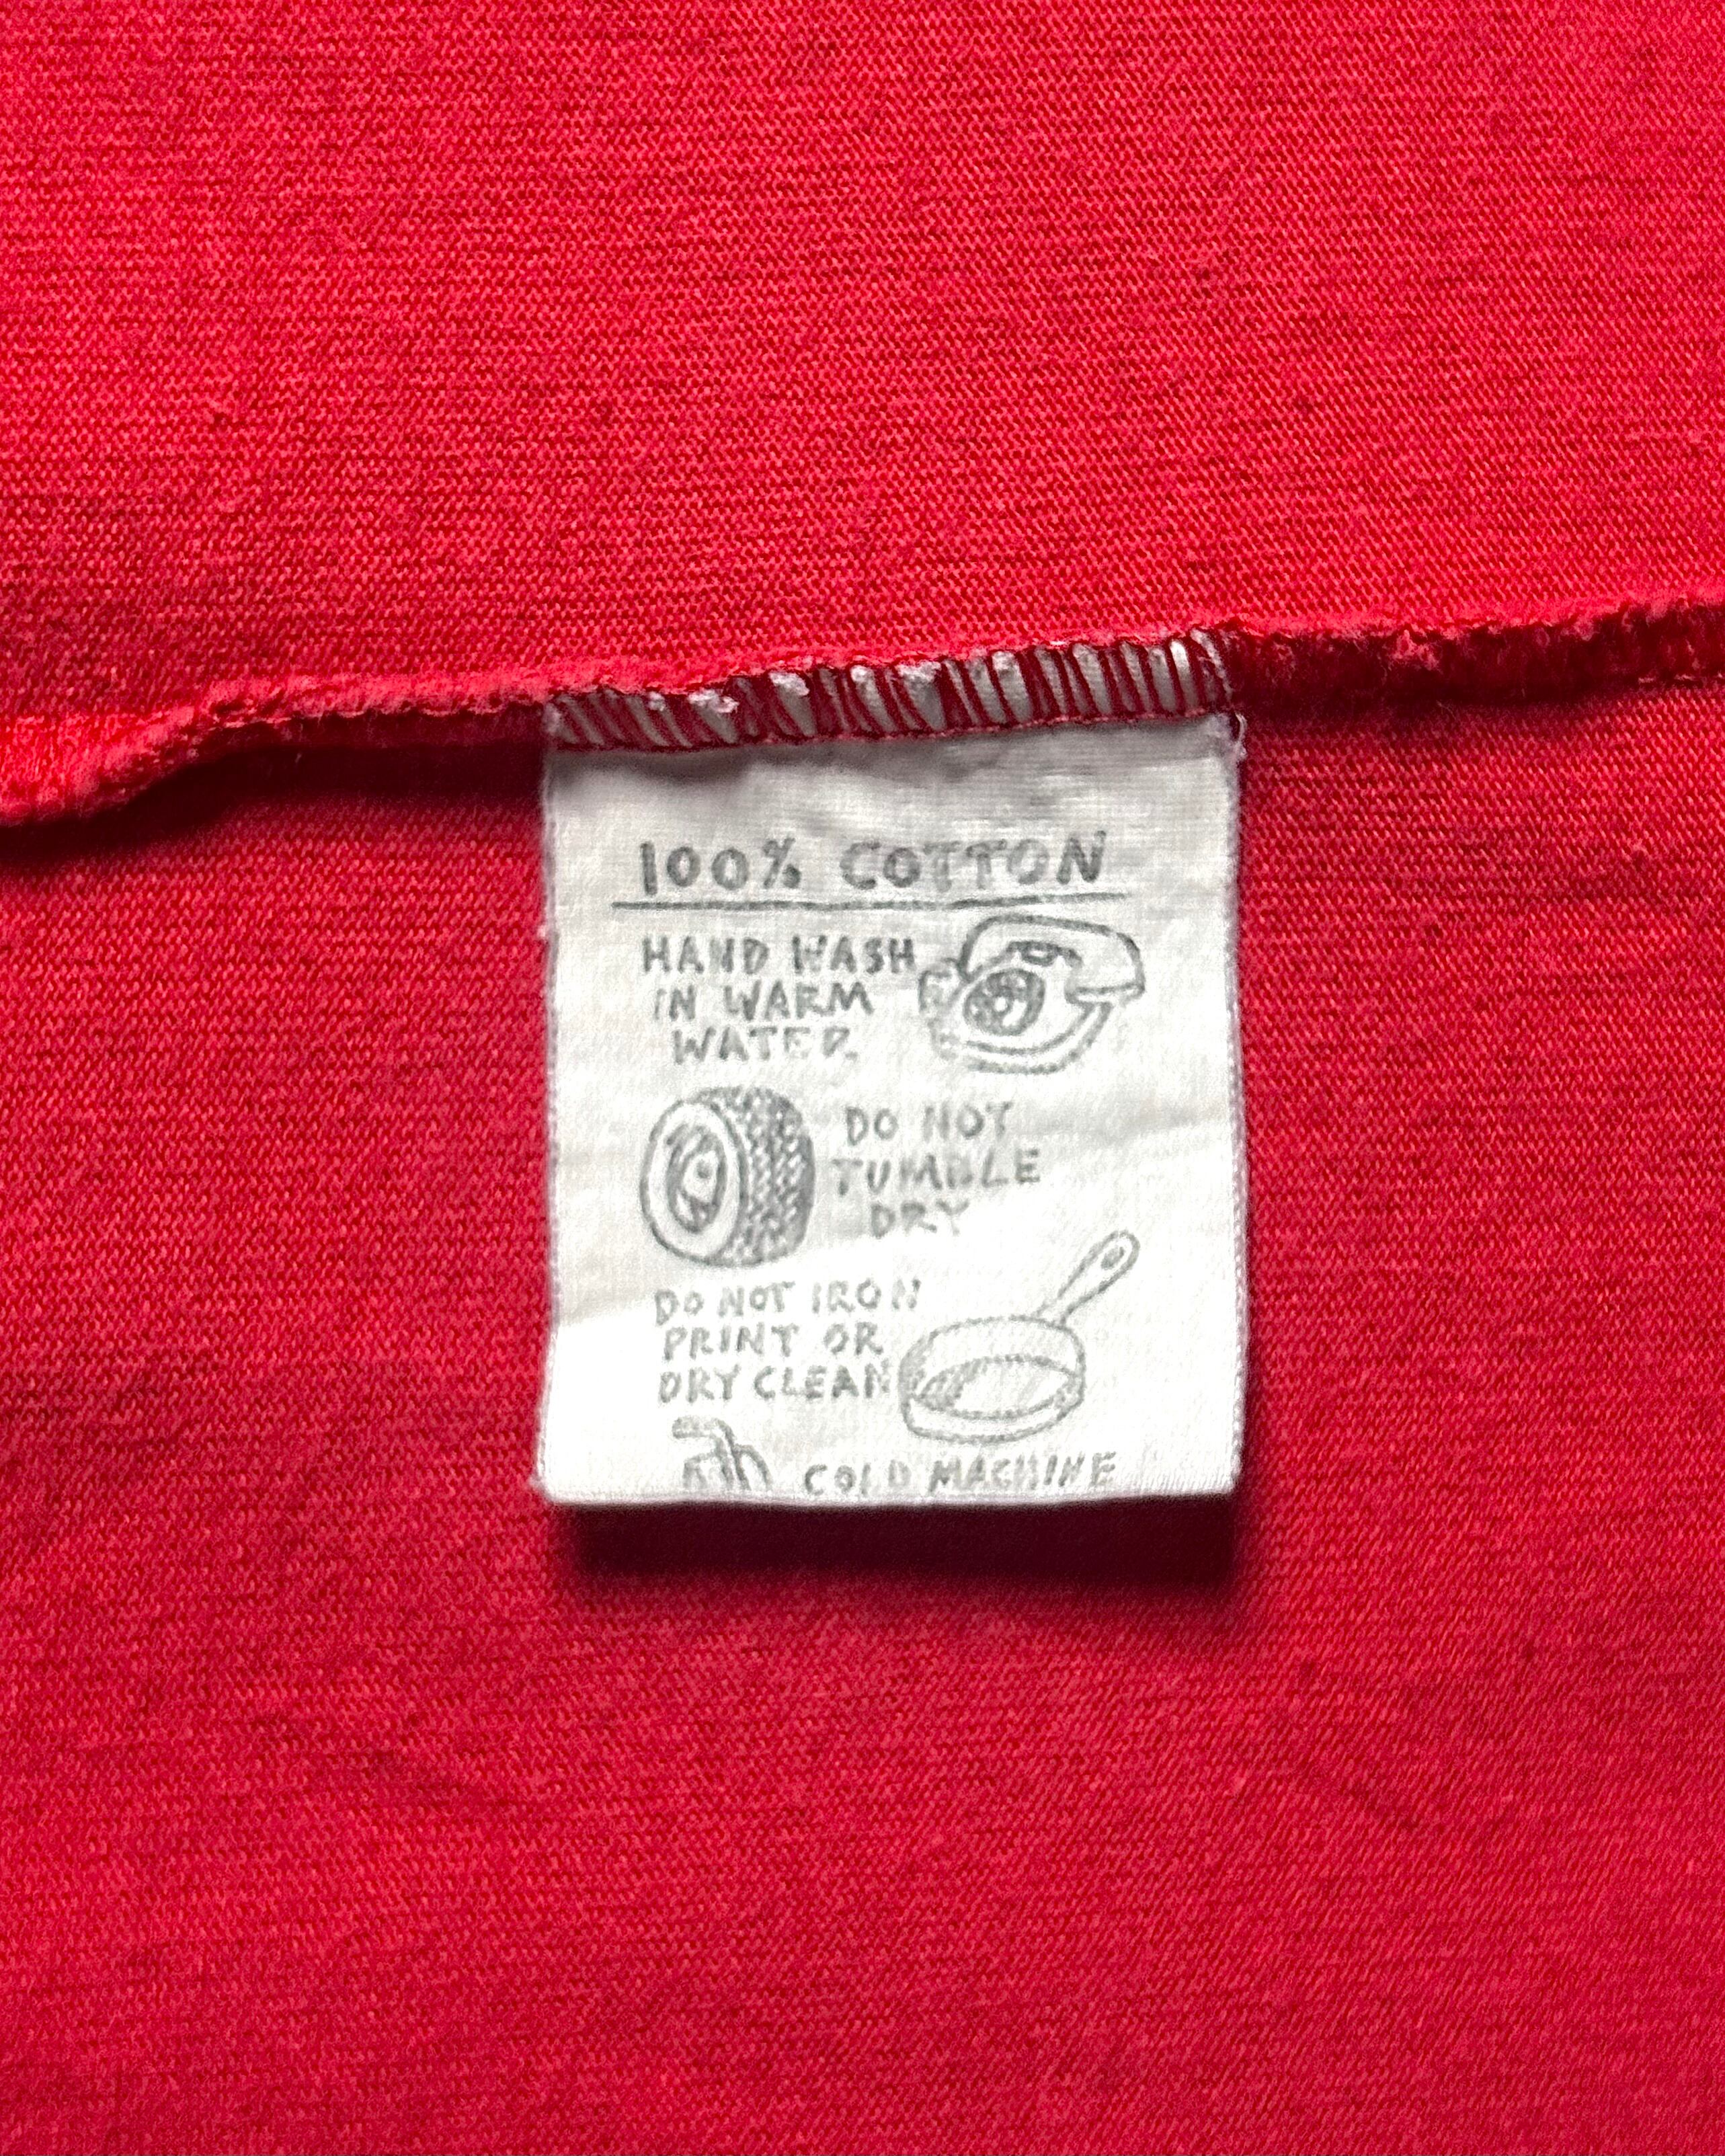 100% COTTON
HAND WASH
IN WARM
WATER.
DO NOT
TUMBLE
DRY
DO NOT IRON
PRINT OR
DRY CLEAN
COLD MACHINE